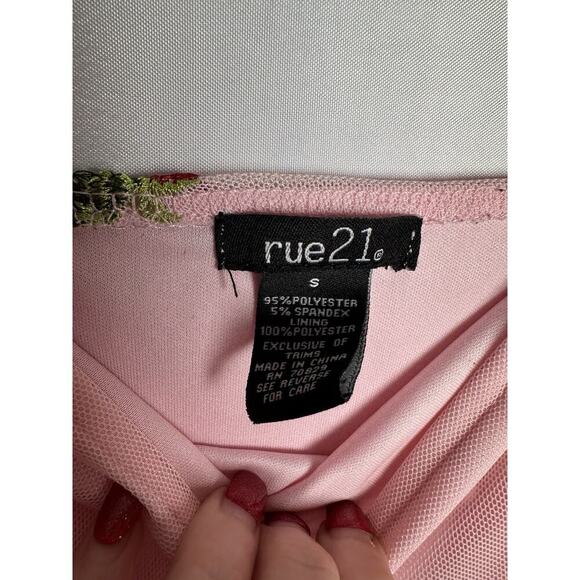 rue21®
S
95%POLYESTER
5% SPANDEX
LINING
100%POLYESTER
EXCLUSIVE OF
TRIMS
MADE IN CHINA
RN 70829
SEE REVERSE
FOR CARE